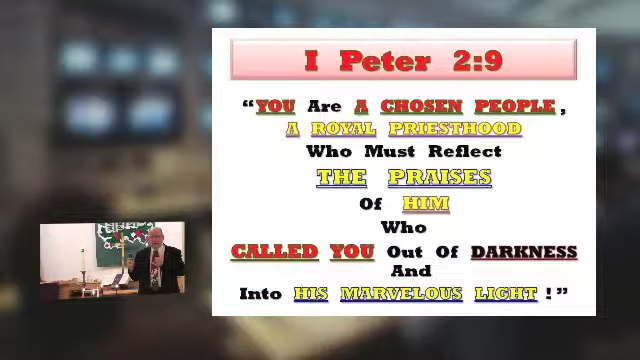 I Peter 2:9
“YOU Are A CHOSEN PEOPLE,
A ROYAL PRIESTHOOD
Who Must Reflect
THE PRAISES
Of HIM
Who
CALLED YOU Out Of DARKNESS
And
Into HIS MARVELOUS LIGHT!”